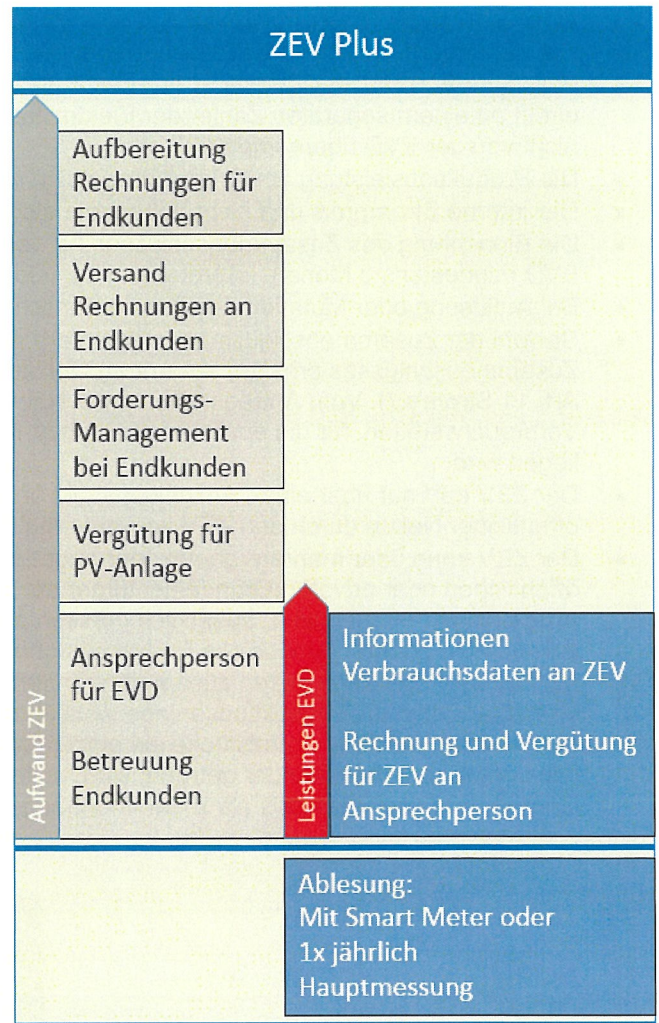 ZEV Plus
Aufbereitung
Rechnungen für
Endkunden
Versand
Rechnungen an
Endkunden
Forderungs-
Management
bei Endkunden
Vergütung für
PV-Anlage
Ansprechperson
für EVD
Betreuung
Endkunden
Aufwand ZEV
Leistungen EVD
Informationen
Verbrauchsdaten an ZEV
Rechnung und Vergütung
für ZEV an
Ansprechperson
Ablesung:
Mit Smart Meter oder
1x jährlich
Hauptmessung